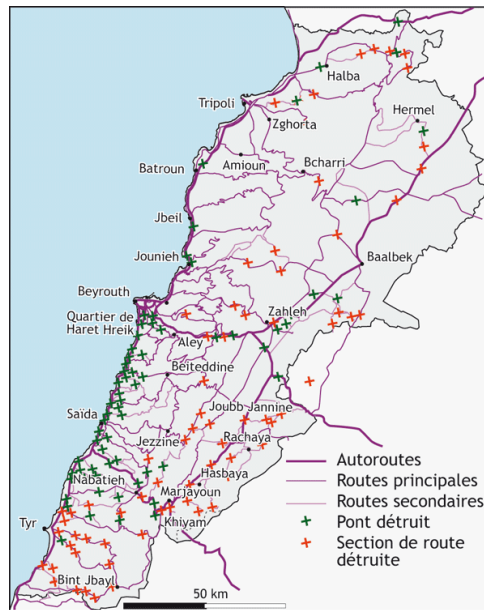 Halba
Tripoli
Zghorta
Hermel
Batroun
Amioun
Bcharri
Jbeil
Jounieh
Baalbek
Beyrouth
Quartier de
Haret Hreik
Zahleh
Aley
Beiteddine
Saïda
Joubb Jannine
Jezzine
Rachaya
Nabatieh
Hasbaya
Marjayoun
Tyr
Khiyam
Bint Jbayl
Autoroutes
Routes principales
Routes secondaires
Pont détruit
Section de route
détruite
50 km